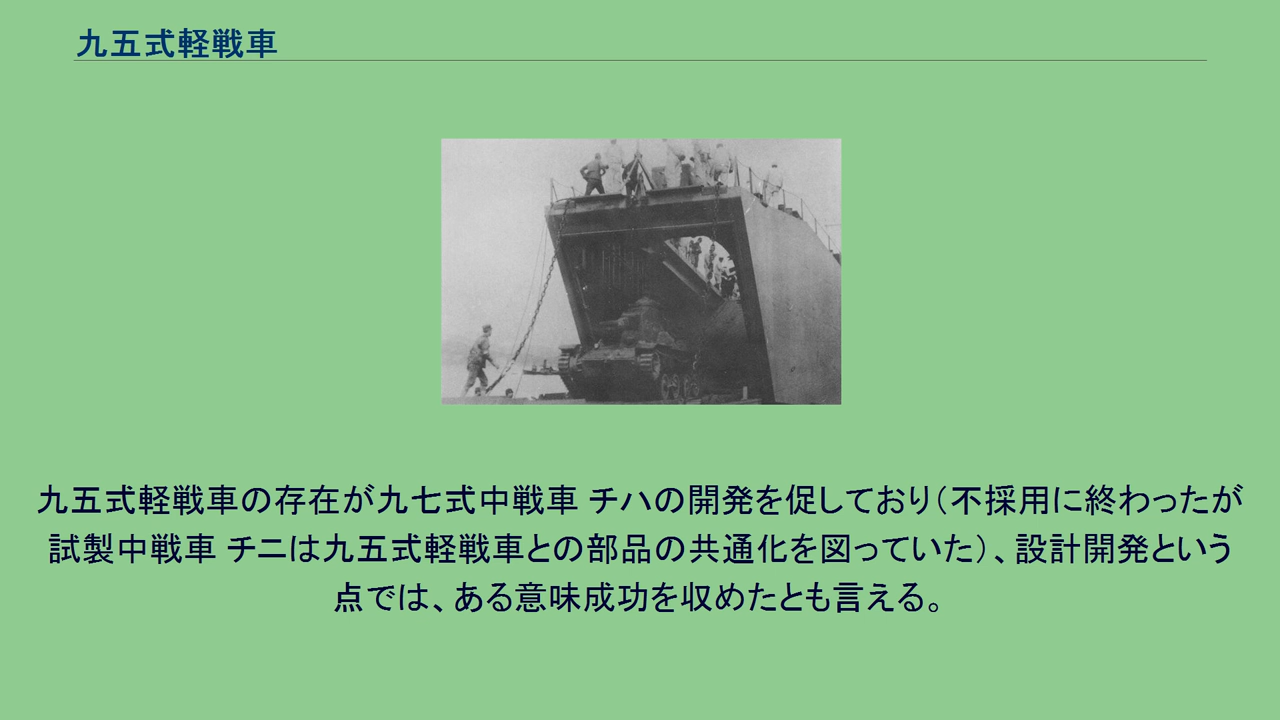 九五式軽戦車
九五式軽戦車の存在が九七式中戦車 チハの開発を促しており(不採用に終わったが
試製中戦車 チニは九五式軽戦車との部品の共通化を図っていた)、設計開発という
点では、ある意味成功を収めたとも言える。